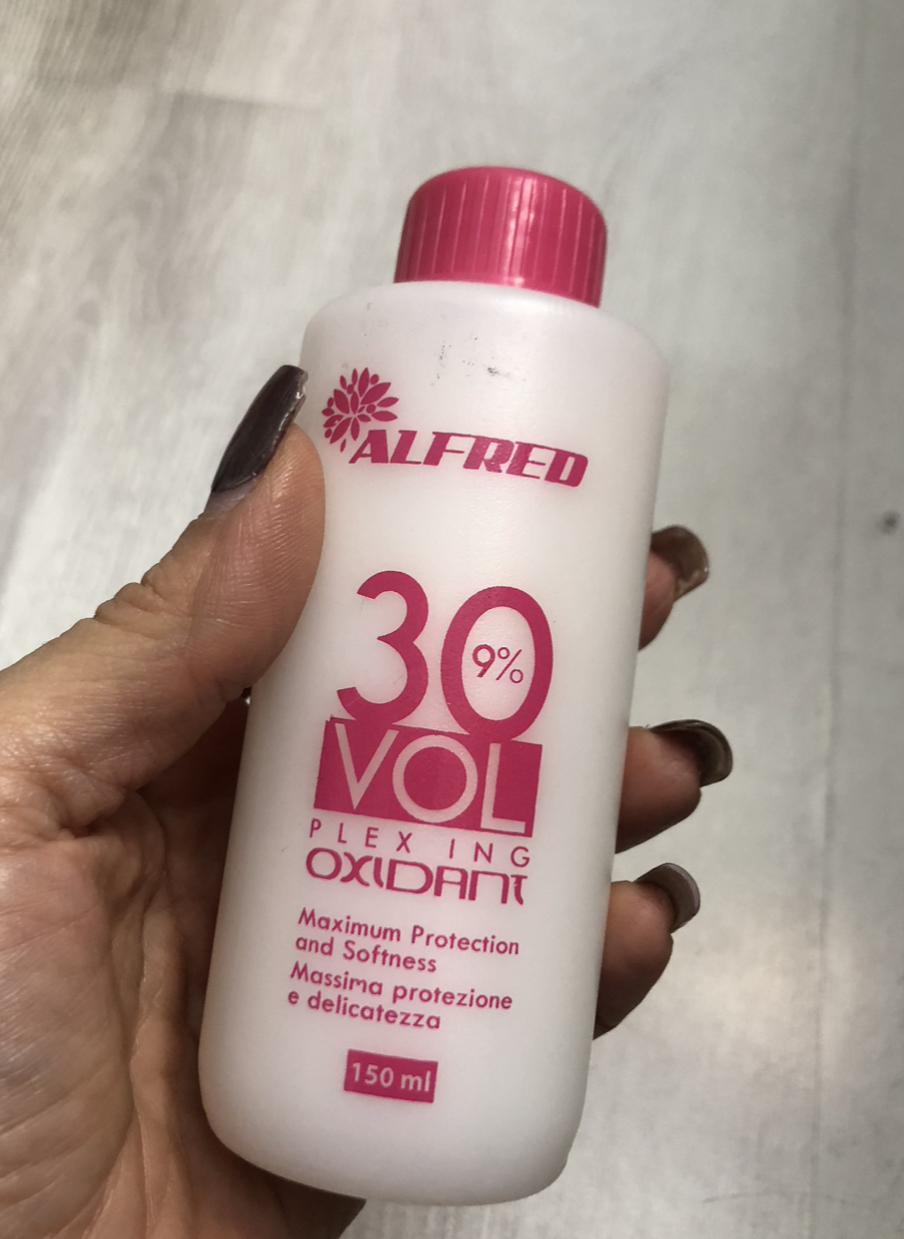 ALFRED
30
9%
VOL
PLEX ING
OXIDANT
Maximum Protection
and Softness
Massima protezione
e delicatezza
150 ml